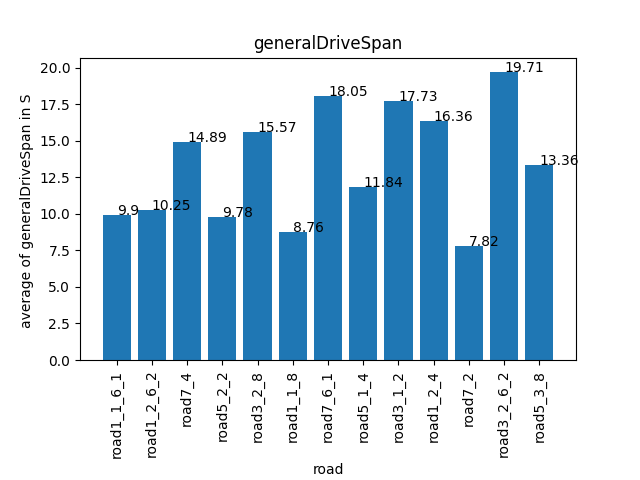 generalDriveSpan
average of generalDriveSpan in S
20.0
17.5
15.0
12.5
10.0
7.5
5.0
2.5
0.0
9.9
10.25
14.89
9.78
15.57
8.76
18.05
11.84
17.73
16.36
7.82
19.71
13.36
road1_1_6_1
road1_2_6_2
road7_4
road5_2_2
road3_2_8
road1_1_8
road7_6_1
road5_1_4
road3_1_2
road1_2_4
road7_2
road3_2_6_2
road5_3_8
road